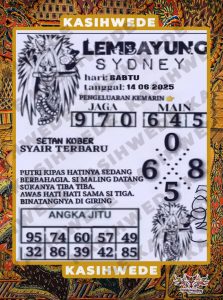 KASIHWEDE
LEMBAYUNG
SYDNEY
hari: SABTU
tanggal: 14 06 2025
PENGELUARAN KEMARIN 👉
JAGA MAIN
9 7 0 6 4 5
SETAN KOBER
SYAIR TERBARU
0
6 8
5
PUTRI KIPAS HATINYA SEDANG
BERBAHAGIA. SI MALING DATANG
SUKANYA TIBA TIBA.
AWAS HATI HATI SAMA SI TIGA.
BINATANGNYA DI GIRING
ANGKA JITU
95 74 60 57 49
32 86 39 42 85
KASIHWEDE